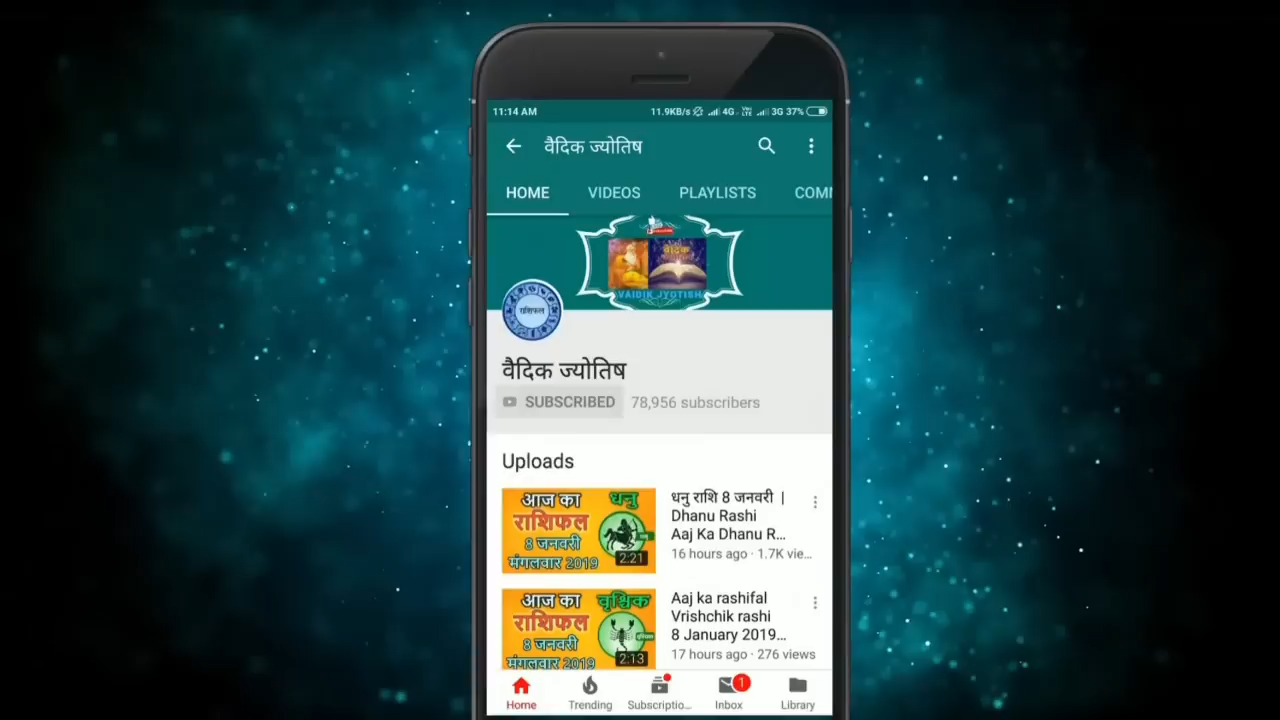 11:14 AM
11.9KB/s 4G VoLTE 3G 37%
वैदिक ज्योतिष
HOME VIDEOS PLAYLISTS COMM
वैदिक
VAIDIK JYOTISH
राशिफल
वैदिक ज्योतिष
SUBSCRIBED 78,956 subscribers
Uploads
आज का धनु
राशिफल
8 जनवरी
मंगलवार 2019
2:21
धनु राशि 8 जनवरी |
Dhanu Rashi
Aaj Ka Dhanu R...
16 hours ago · 1.7K vie...
आज का वृश्चिक
राशिफल
8 जनवरी
मंगलवार 2019
2:13
Aaj ka rashifal
Vrishchik rashi
8 January 2019...
17 hours ago · 276 views
1
Home Trending Subscriptio... Inbox Library